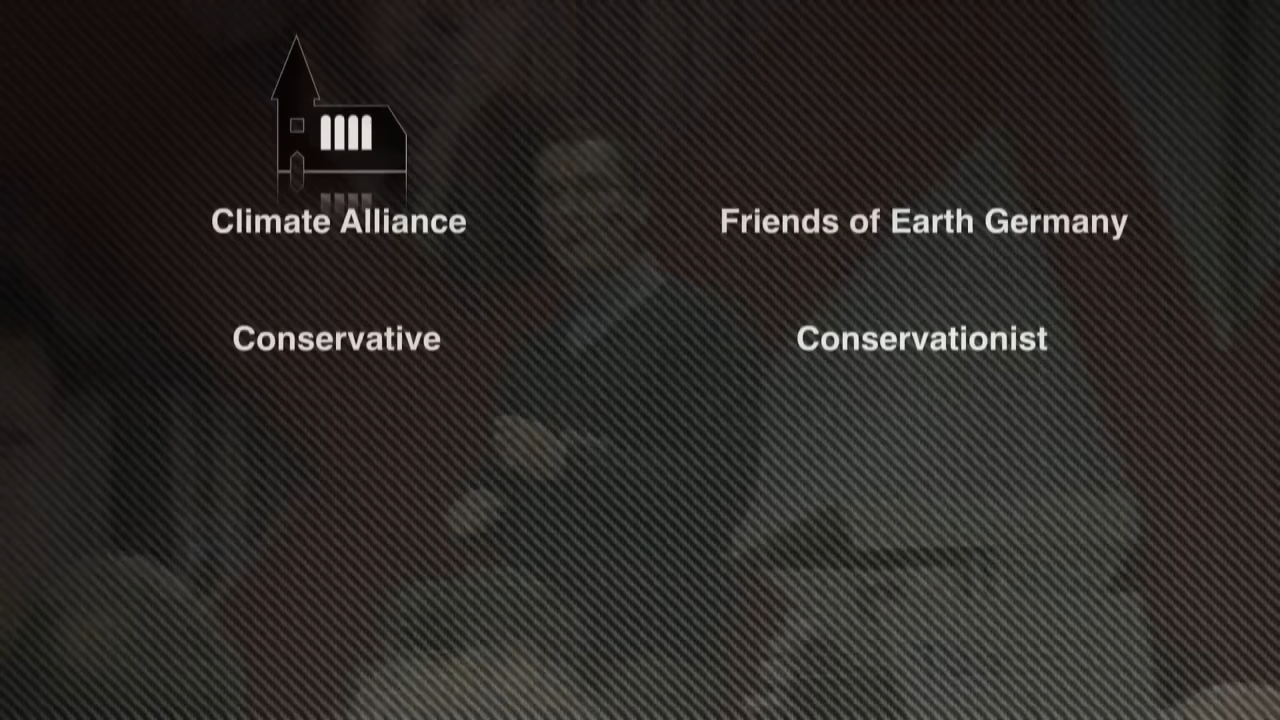 Climate Alliance
Friends of Earth Germany
Conservative
Conservationist